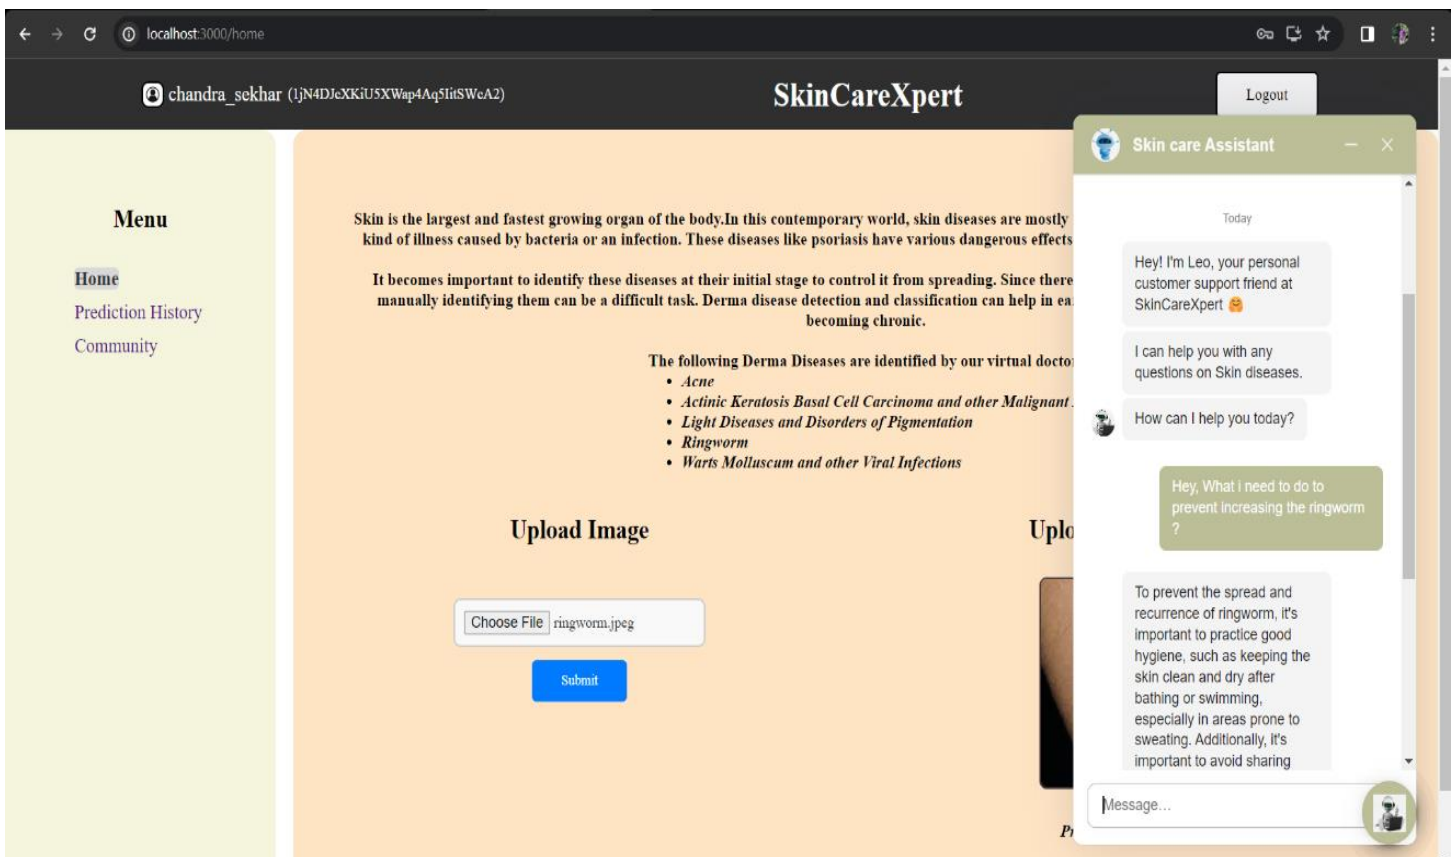 localhost:3000/home
chandra_sekhar (1jN4DJeXKiU5XWap4Aq5IitSWeA2)
SkinCareXpert
Logout
Menu
Home
Prediction History
Community
Skin is the largest and fastest growing organ of the body.In this contemporary world, skin diseases are mostly
kind of illness caused by bacteria or an infection. These diseases like psoriasis have various dangerous effects
It becomes important to identify these diseases at their initial stage to control it from spreading. Since there
manually identifying them can be a difficult task. Derma disease detection and classification can help in ea
becoming chronic.
The following Derma Diseases are identified by our virtual docto
• Acne
• Actinic Keratosis Basal Cell Carcinoma and other Malignant
• Light Diseases and Disorders of Pigmentation
• Ringworm
• Warts Molluscum and other Viral Infections
Upload Image
Choose File ringworm.jpeg
Submit
Uplo
Pr
Skin care Assistant
Today
Hey! I'm Leo, your personal
customer support friend at
SkinCareXpert 🤗
I can help you with any
questions on Skin diseases.
How can I help you today?
Hey, What i need to do to
prevent increasing the ringworm
?
To prevent the spread and
recurrence of ringworm, it's
important to practice good
hygiene, such as keeping the
skin clean and dry after
bathing or swimming,
especially in areas prone to
sweating. Additionally, it's
important to avoid sharing
Message...